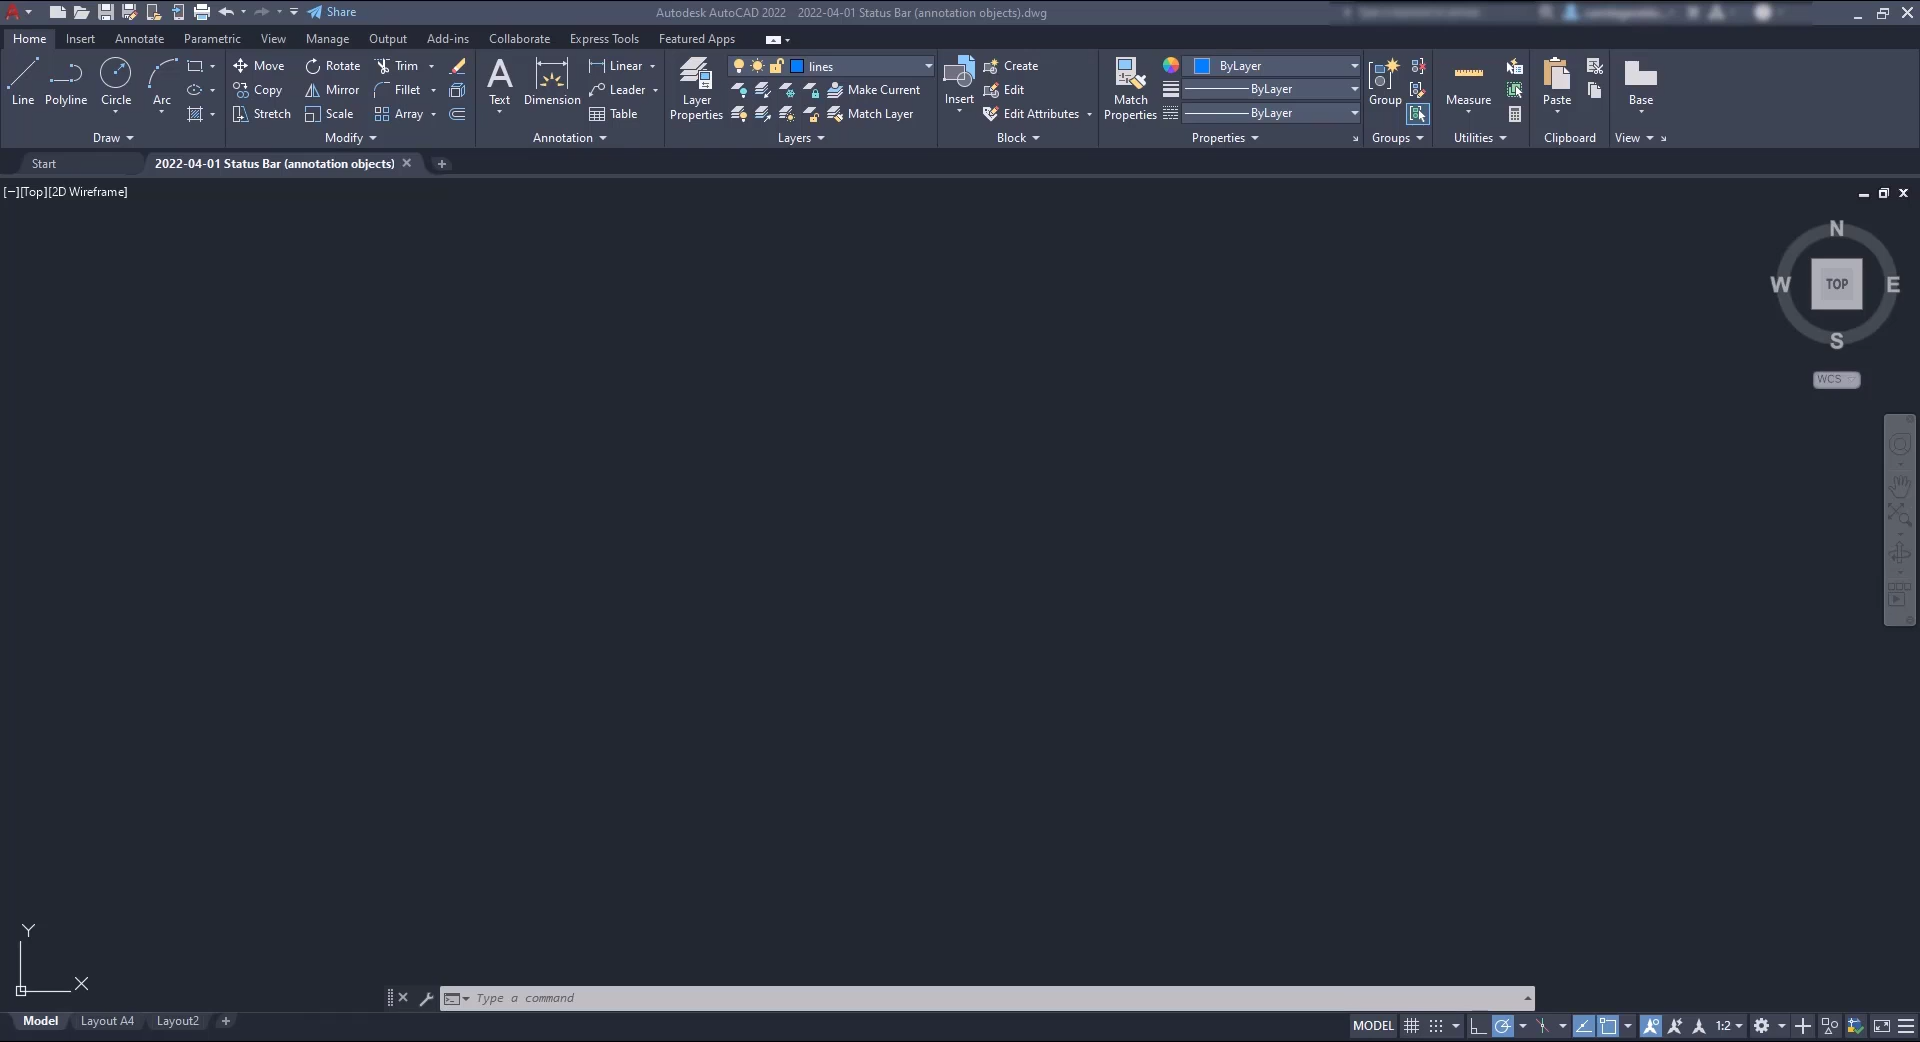 Share
Autodesk AutoCAD 2022 2022-04-01 Status Bar (annotation objects).dwg
Home Insert Annotate Parametric View Manage Output Add-ins Collaborate Express Tools Featured Apps
Move Rotate Trim Linear lines Create ByLayer
Copy Mirror Fillet Leader Make Current Edit ByLayer
Line Polyline Circle Arc Text Dimension Layer Properties Insert Match Properties Group Measure Paste Base
Stretch Scale Array Table Match Layer Edit Attributes ByLayer
Draw Modify Annotation Layers Block Properties Groups Utilities Clipboard View
Start 2022-04-01 Status Bar (annotation objects)
[−][Top][2D Wireframe]
N
W TOP E
S
WCS
Y
X
Type a command
Model Layout A4 Layout2
MODEL 1:2